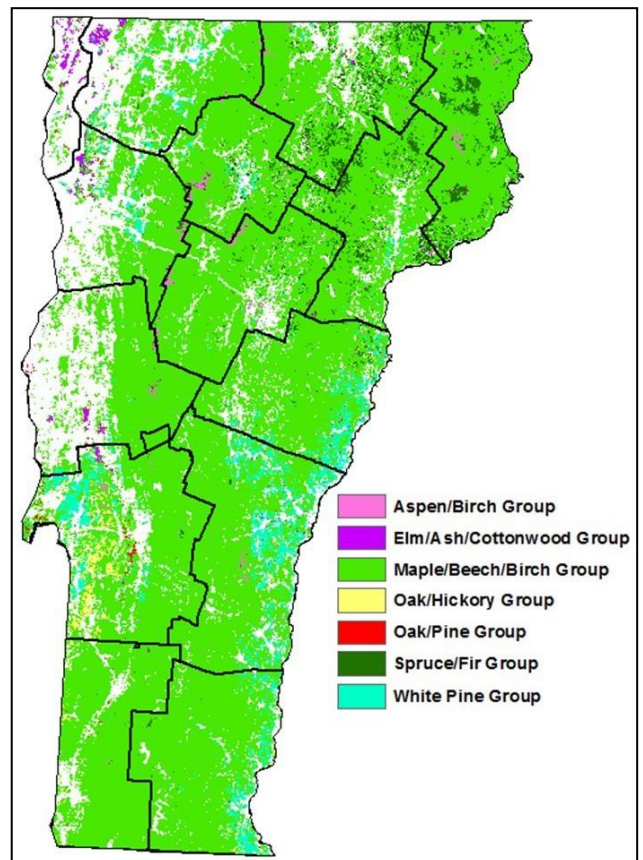 Aspen/Birch Group
Elm/Ash/Cottonwood Group
Maple/Beech/Birch Group
Oak/Hickory Group
Oak/Pine Group
Spruce/Fir Group
White Pine Group